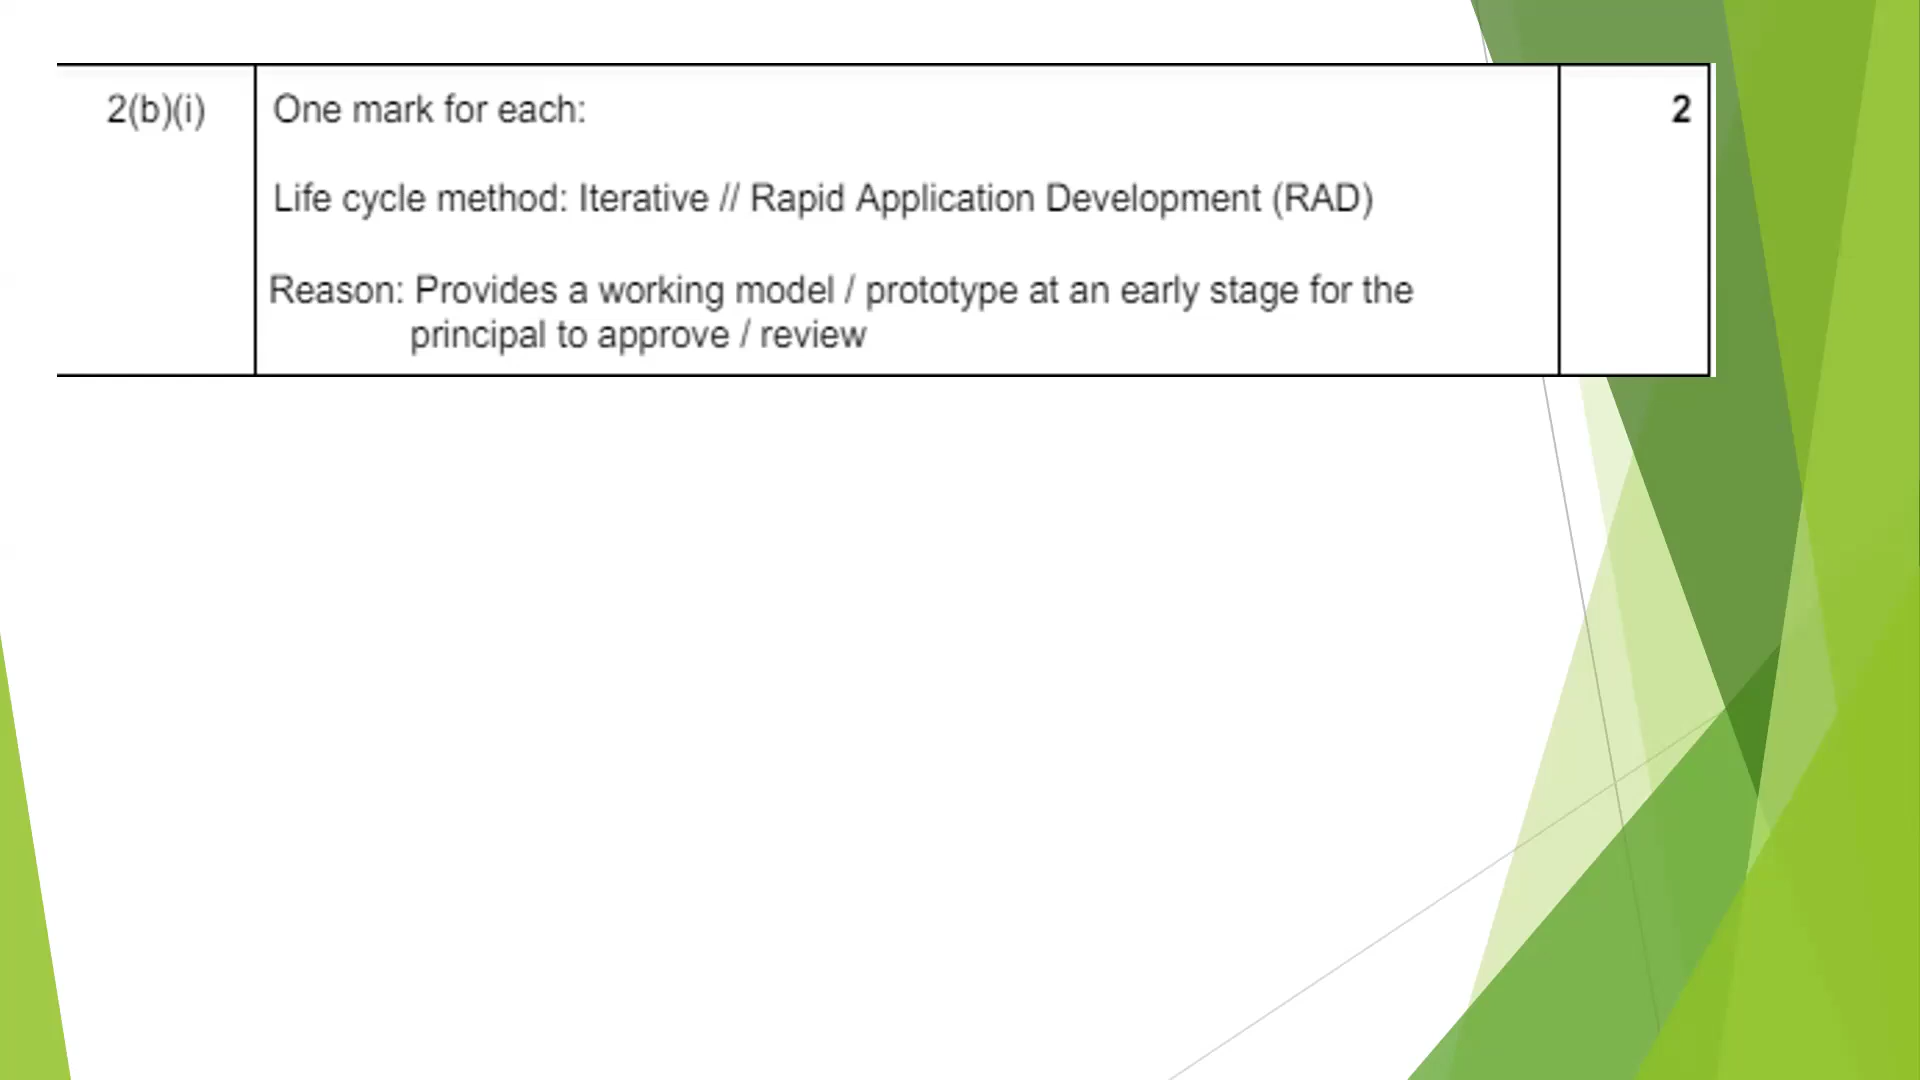 2(b)(i) One mark for each: 2
Life cycle method: Iterative // Rapid Application Development (RAD)
Reason: Provides a working model / prototype at an early stage for the
principal to approve / review